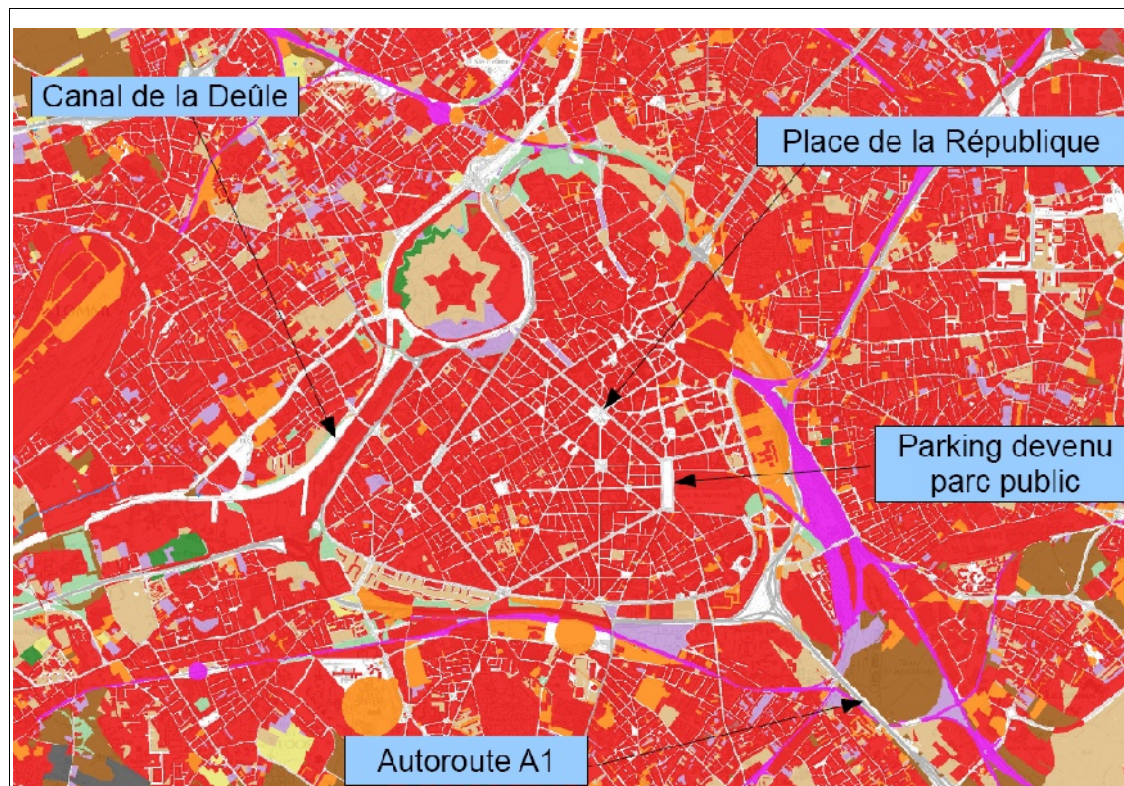 Canal de la Deûle
Place de la République
Parking devenu
parc public
Autoroute A1